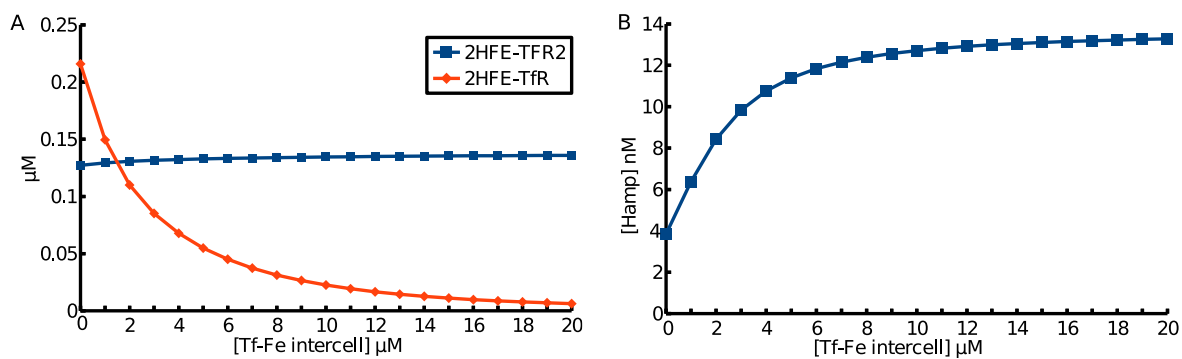 A
0.25
0.2
0.15
0.1
0.05
0
µM
2HFE-TFR2
2HFE-TfR
0 2 4 6 8 10 12 14 16 18 20
[Tf-Fe intercell] µM
B
14
12
10
8
6
4
2
0
[Hamp] nM
0 2 4 6 8 10 12 14 16 18 20
[Tf-Fe intercell] µM